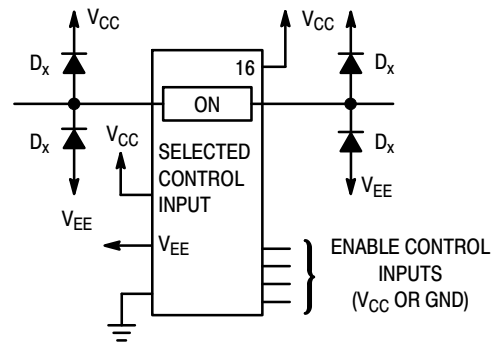 VCC
VCC
16
Dx
Dx
ON
Dx
VCC
Dx
SELECTED
CONTROL
INPUT
VEE
VEE
VEE
ENABLE CONTROL
INPUTS
(VCC OR GND)